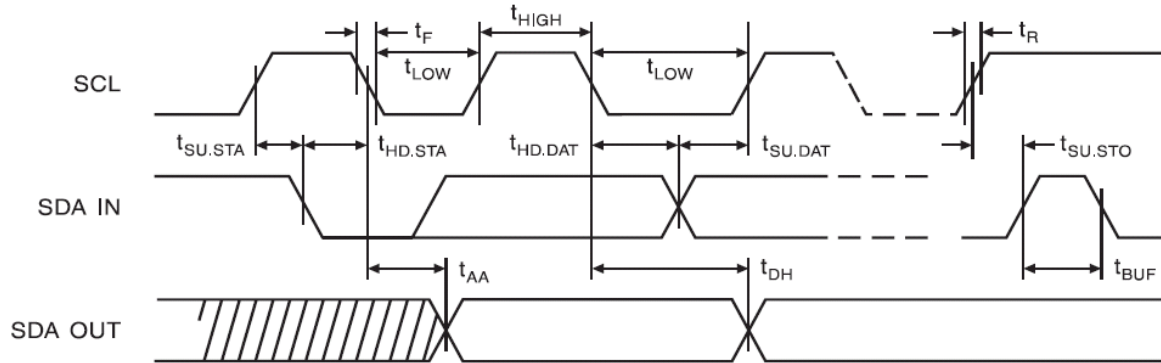 tF tHIGH tR
SCL tLOW tLOW
tSU.STA tHD.STA tHD.DAT tSU.DAT tSU.STO
SDA IN
tAA tDH tBUF
SDA OUT